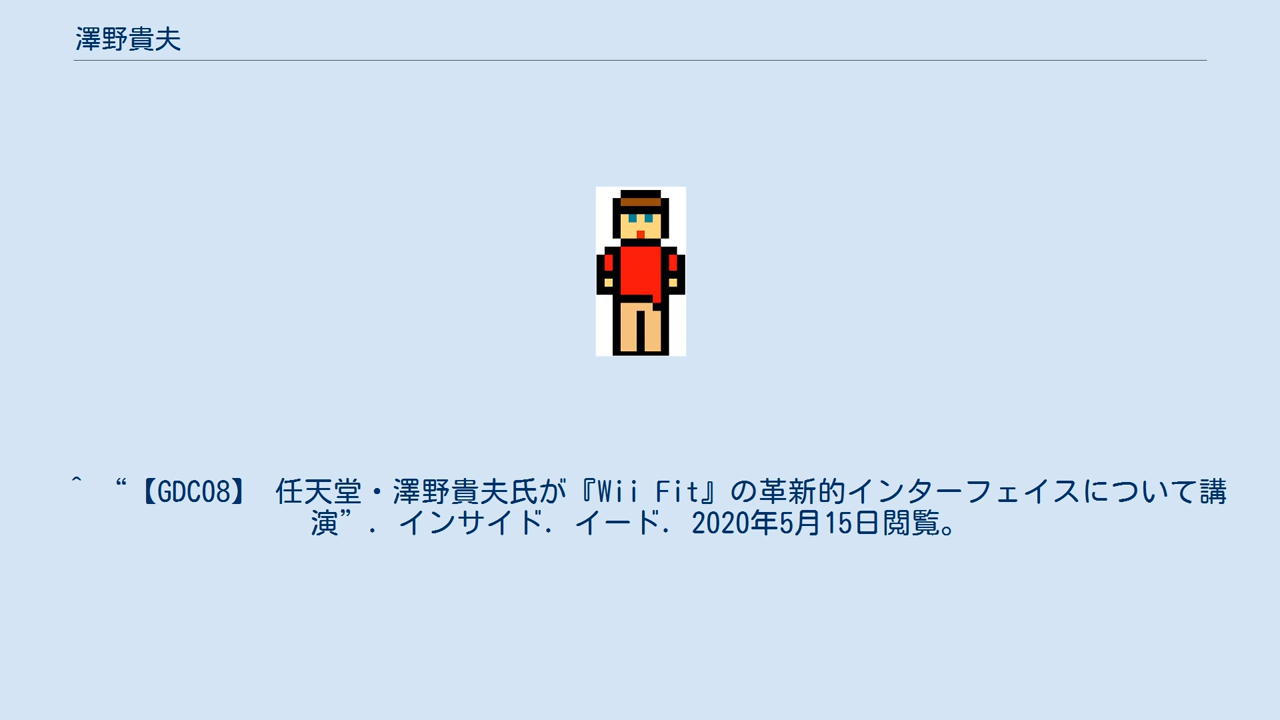 澤野貴夫
^ “【GDC08】 任天堂・澤野貴夫氏が『Wii Fit』の革新的インターフェイスについて講
演”. インサイド. イード. 2020年5月15日閲覧。